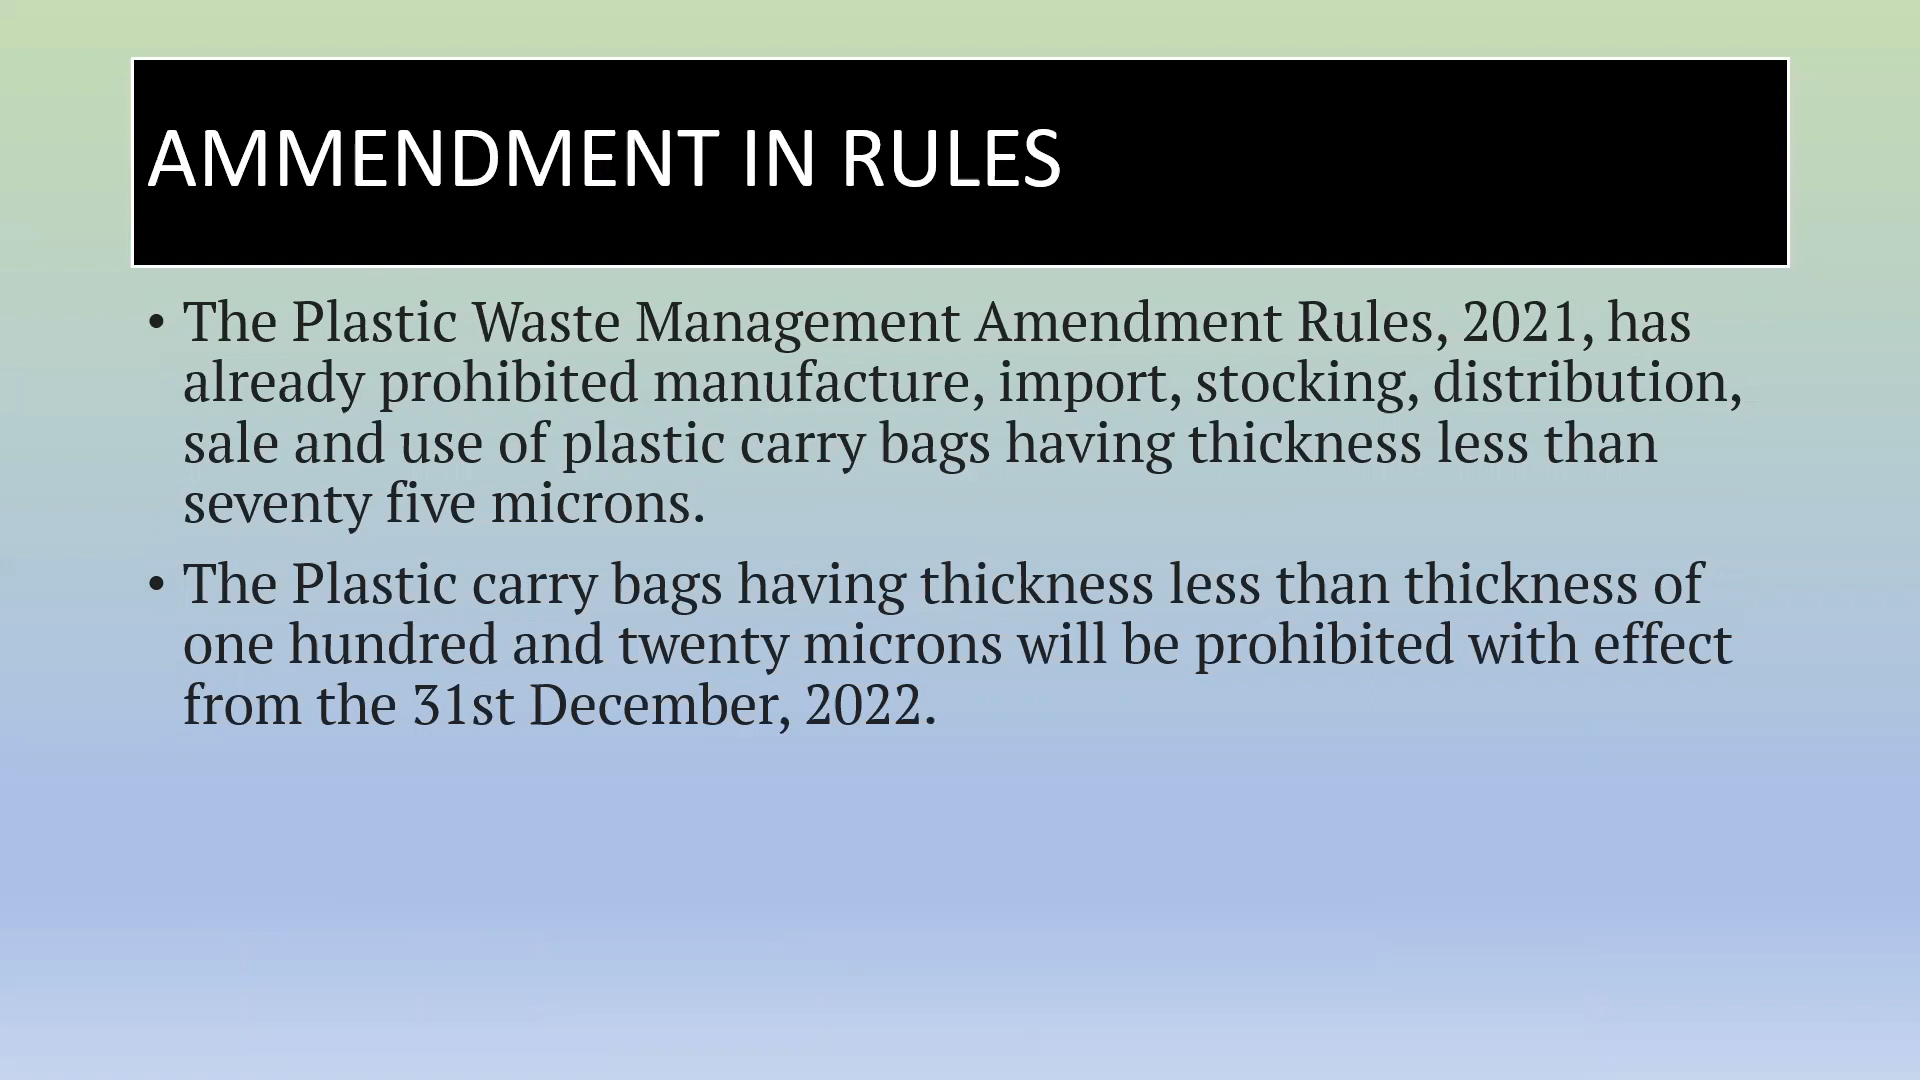 AMMENDMENT IN RULES
• The Plastic Waste Management Amendment Rules, 2021, has
already prohibited manufacture, import, stocking, distribution,
sale and use of plastic carry bags having thickness less than
seventy five microns.
• The Plastic carry bags having thickness less than thickness of
one hundred and twenty microns will be prohibited with effect
from the 31st December, 2022.